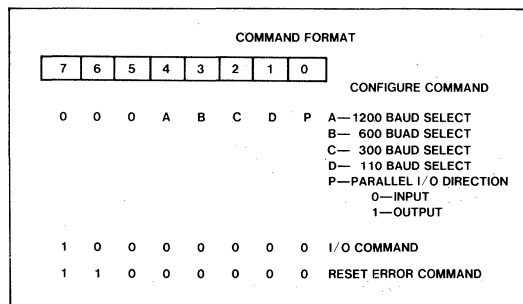 COMMAND FORMAT
7 6 5 4 3 2 1 0
CONFIGURE COMMAND
0 0 0 A B C D P A—1200 BAUD SELECT
B— 600 BUAD SELECT
C— 300 BAUD SELECT
D— 110 BAUD SELECT
P—PARALLEL I/O DIRECTION
0—INPUT
1—OUTPUT
1 0 0 0 0 0 0 0 I/O COMMAND
1 1 0 0 0 0 0 0 RESET ERROR COMMAND